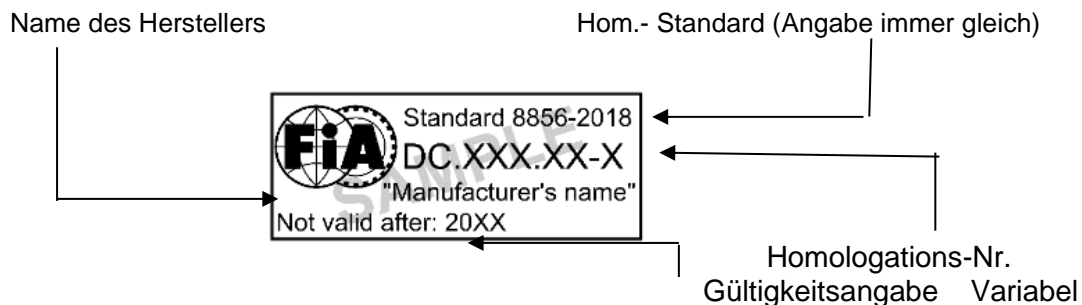 Name des Herstellers
Hom.- Standard (Angabe immer gleich)
FiA
Standard 8856-2018
DC.XXX.XX-X
"Manufacturer's name"
Not valid after: 20XX
SAMPLE
Homologations-Nr.
Gültigkeitsangabe Variabel